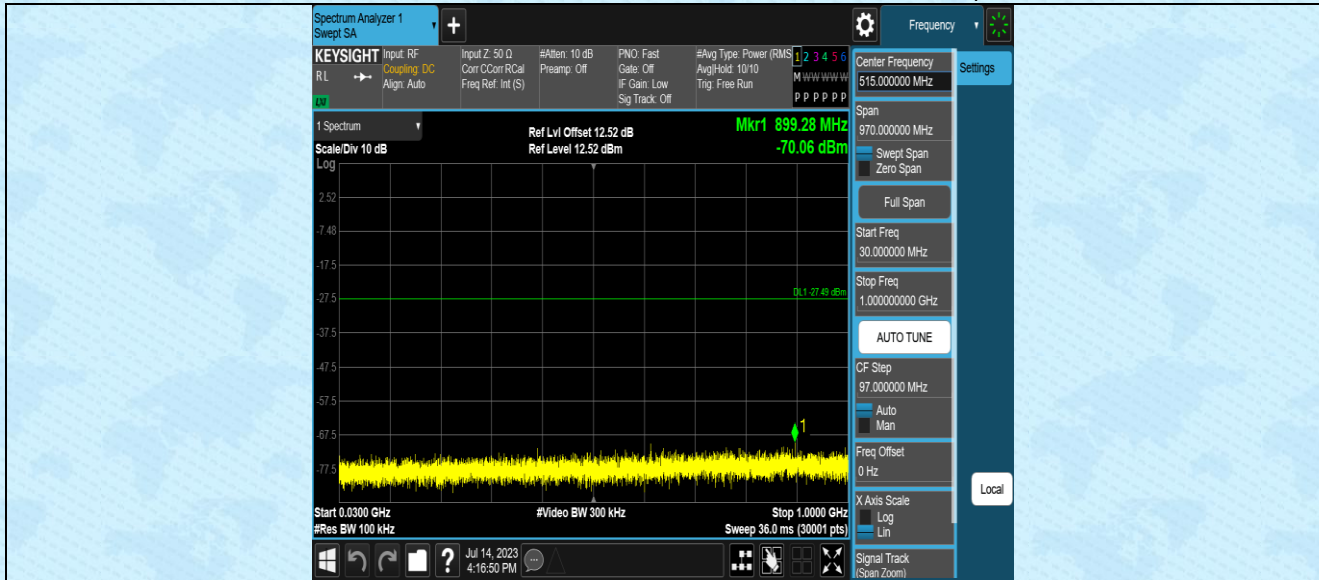 Spectrum Analyzer 1
Swept SA
+
Frequency
KEYSIGHT
RL
LXI
Input: RF
Coupling: DC
Align: Auto
Input Z: 50 Ω
Corr CCorr RCal
Freq Ref: Int (S)
#Atten: 10 dB
Preamp: Off
PNO: Fast
Gate: Off
IF Gain: Low
Sig Track: Off
#Avg Type: Power (RMS
Avg|Hold: 10/10
Trig: Free Run
1 2 3 4 5 6
M W W W W W
P P P P P P
1 Spectrum
Scale/Div 10 dB
Log
Ref Lvl Offset 12.52 dB
Ref Level 12.52 dBm
Mkr1 899.28 MHz
-70.06 dBm
2.52
-7.48
-17.5
-27.5
DL1 -27.49 dBm
-37.5
-47.5
-57.5
-67.5
1
-77.5
Start 0.0300 GHz
#Res BW 100 kHz
#Video BW 300 kHz
Stop 1.0000 GHz
Sweep 36.0 ms (30001 pts)
?
Jul 14, 2023
4:16:50 PM
Center Frequency
515.000000 MHz
Settings
Span
970.000000 MHz
Swept Span
Zero Span
Full Span
Start Freq
30.000000 MHz
Stop Freq
1.000000000 GHz
AUTO TUNE
CF Step
97.000000 MHz
Auto
Man
Freq Offset
0 Hz
X Axis Scale
Log
Lin
Local
Signal Track
(Span Zoom)